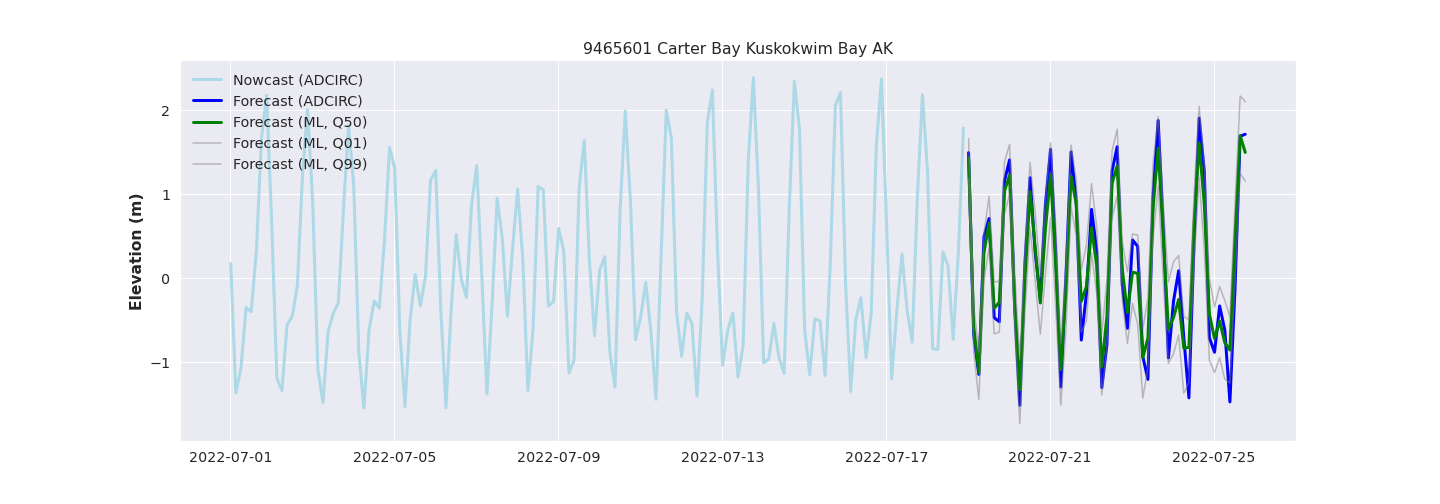 9465601 Carter Bay Kuskokwim Bay AK
Nowcast (ADCIRC)
Forecast (ADCIRC)
Forecast (ML, Q50)
Forecast (ML, Q01)
Forecast (ML, Q99)
Elevation (m)
2
1
0
−1
2022-07-01
2022-07-05
2022-07-09
2022-07-13
2022-07-17
2022-07-21
2022-07-25